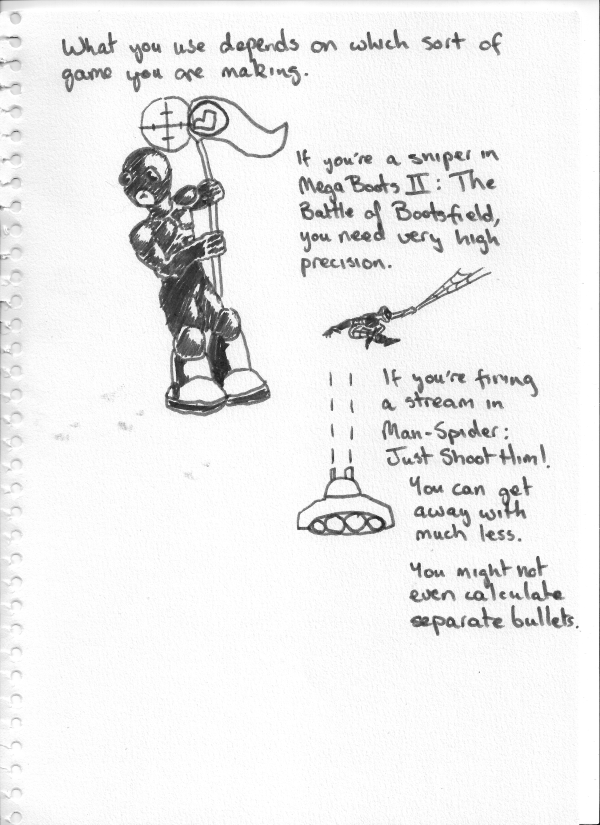 What you use depends on which sort of
game you are making.
If you're a sniper in
Mega Boots II: The
Battle of Bootsfield,
you need very high
precision.
If you're firing
a stream in
Man-Spider:
Just Shoot Him!
You can get
away with
much less.
You might not
even calculate
separate bullets.